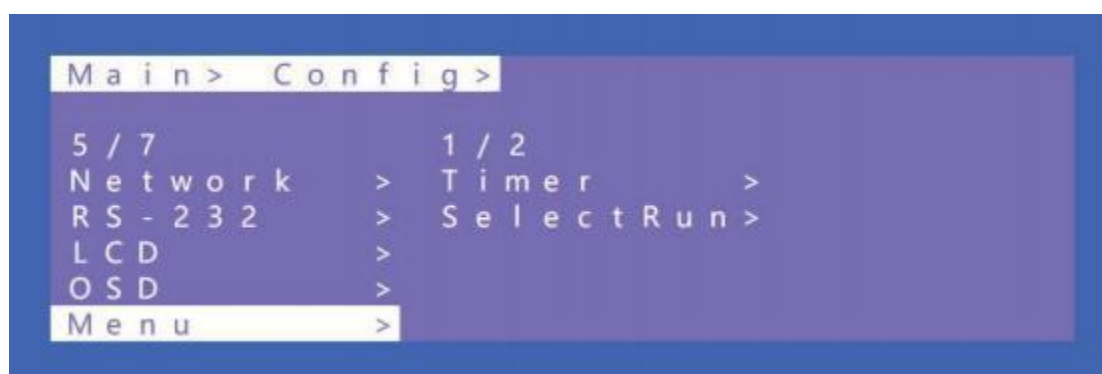 Main> Config>
5/7 1/2
Network > Timer >
RS-232 > SelectRun>
LCD >
OSD >
Menu >